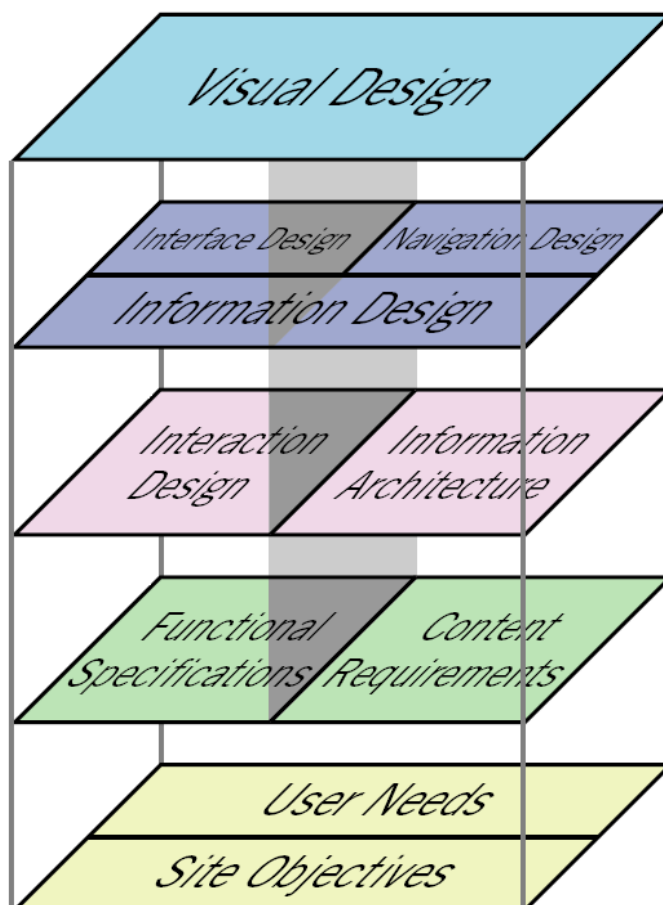 Visual Design
Interface Design
Navigation Design
Information Design
Interaction
Design
Information
Architecture
Functional
Specifications
Content
Requirements
User Needs
Site Objectives